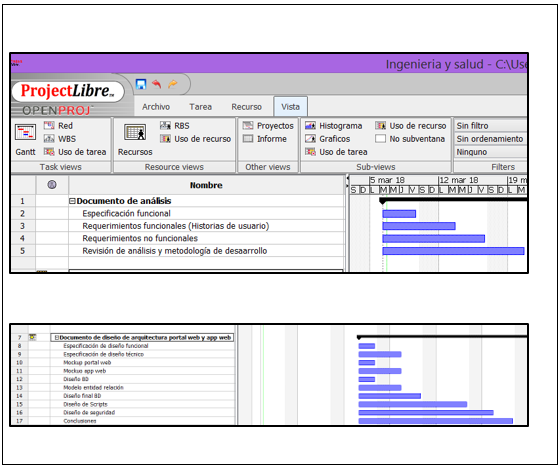 Ingeniería y salud - C:\Use
ProjectLibre™
OPENPROJ
Archivo Tarea Recurso Vista
Red RBS Proyectos Histograma Uso de recurso Sin filtro
WBS Uso de recurso Informe Graficos No subventana Sin ordenamiento
Gantt Uso de tarea Recursos Uso de tarea Ninguno
Task views Resource views Other views Sub-views Filters
Nombre
5 mar 18 12 mar 18 19 m
S D L M M J V S D L M M J V S D L M
1 Documento de análisis
2 Especificación funcional
3 Requerimientos funcionales (Historias de usuario)
4 Requerimientos no funcionales
5 Revisión de análisis y metodología de desaarrollo
7 Documento de diseño de arquitectura portal web y app web
8 Especificación de diseño funcional
9 Especificación de diseño técnico
10 Mockup portal web
11 Mockup app web
12 Diseño BD
13 Modelo entidad relación
14 Diseño final BD
15 Diseño de Scripts
16 Diseño de seguridad
17 Conclusiones